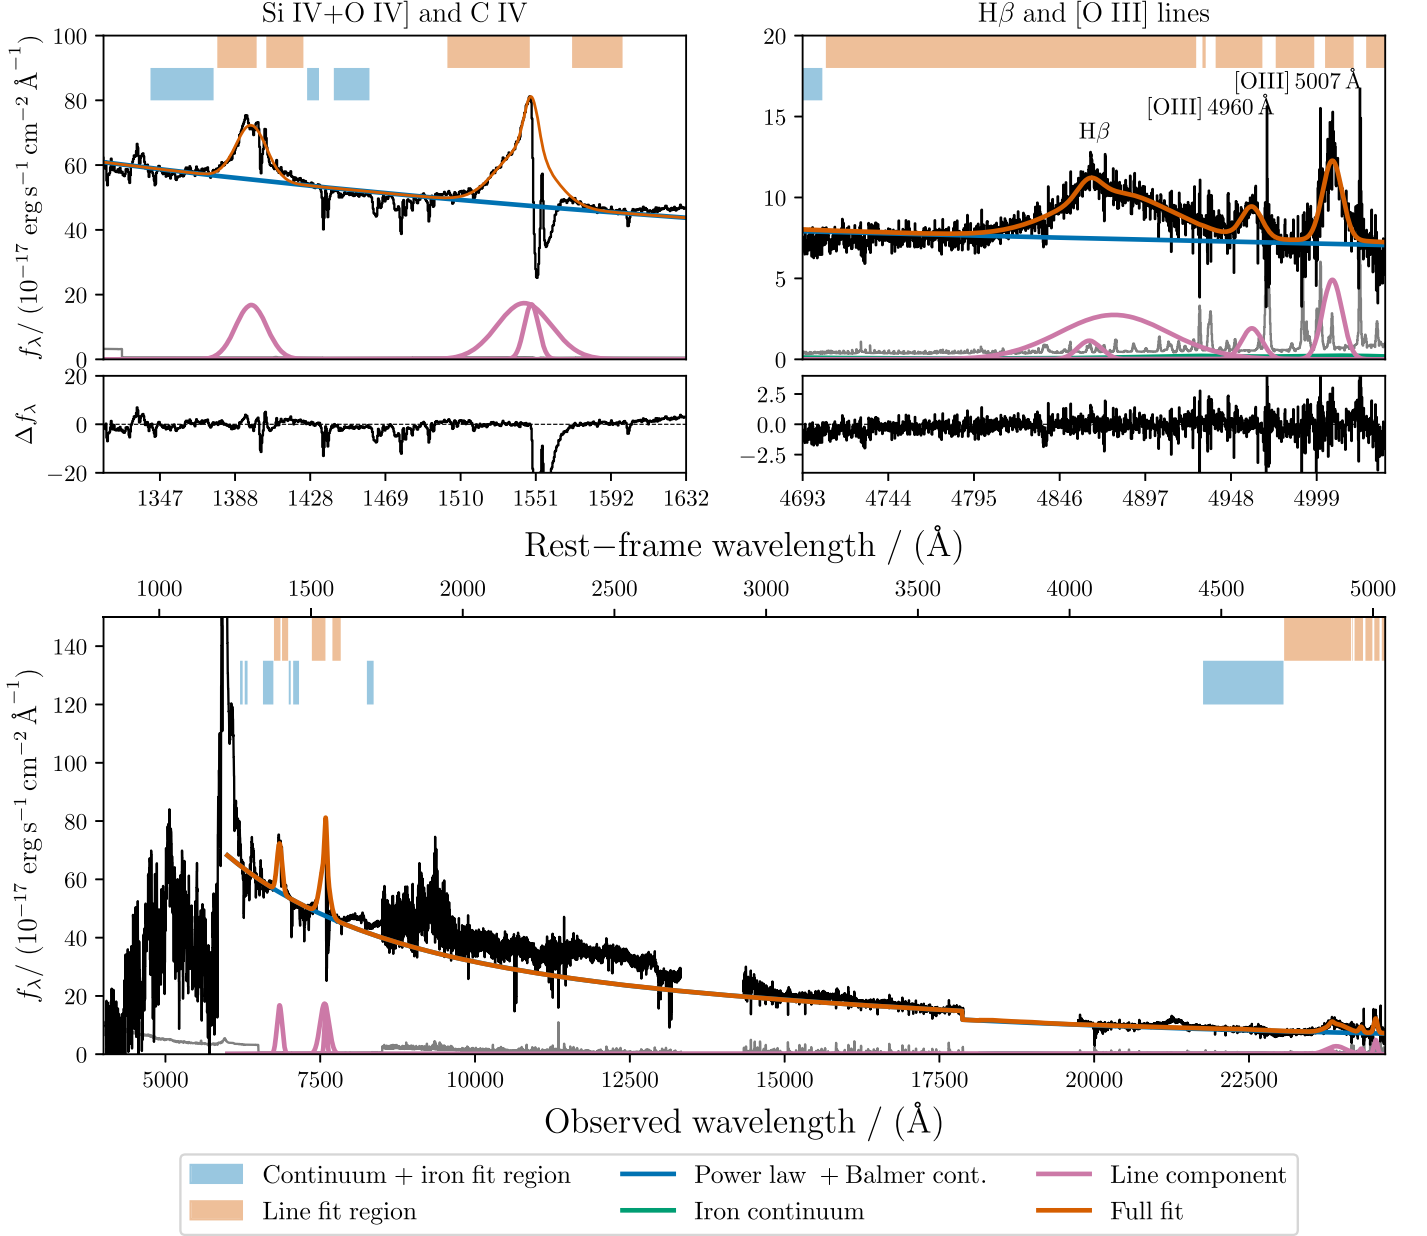 Si IV+O IV] and C IV
Hβ and [O III] lines
100
80
60
40
20
0
fλ/ (10−17 erg s−1 cm−2 Å−1)
20
15
10
5
0
Hβ
[OIII] 4960 Å
[OIII] 5007 Å
20
0
−20
Δfλ
2.5
0.0
−2.5
1347 1388 1428 1469 1510 1551 1592 1632
4693 4744 4795 4846 4897 4948 4999
Rest−frame wavelength / (Å)
1000 1500 2000 2500 3000 3500 4000 4500 5000
140
120
100
80
60
40
20
0
fλ/ (10−17 erg s−1 cm−2 Å−1)
5000 7500 10000 12500 15000 17500 20000 22500
Observed wavelength / (Å)
Continuum + iron fit region
Line fit region
Power law + Balmer cont.
Iron continuum
Line component
Full fit